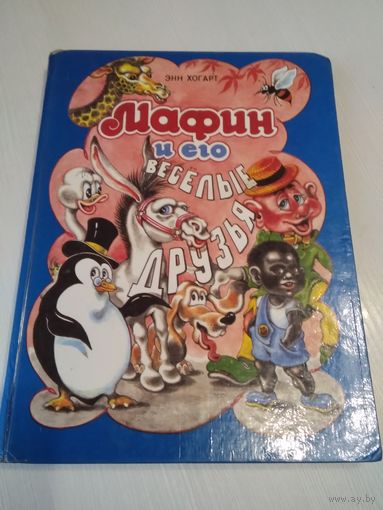 ЭНН ХОГАРТ
Мафин
и его
ВЕСЕЛЫЕ
ДРУЗЬЯ
www.ay.by